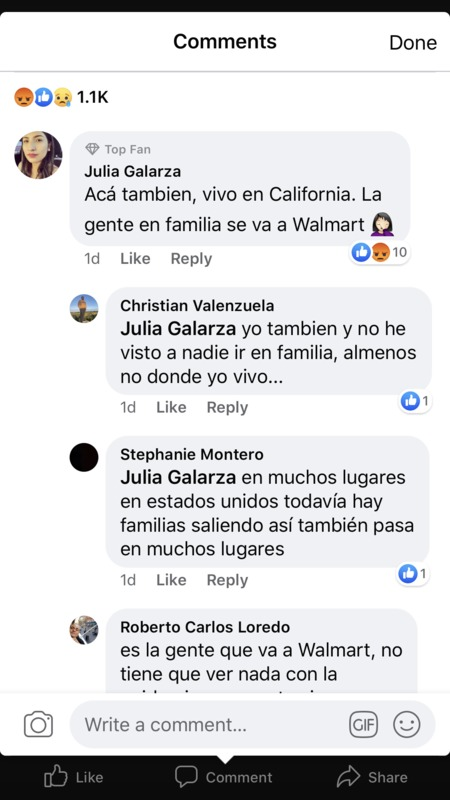 Comments
Done
1.1K
Top Fan
Julia Galarza
Acá tambien, vivo en California. La
gente en familia se va a Walmart 🤦🏻‍♀️
10
1d Like Reply
Christian Valenzuela
Julia Galarza yo tambien y no he
visto a nadie ir en familia, almenos
no donde yo vivo...
1
1d Like Reply
Stephanie Montero
Julia Galarza en muchos lugares
en estados unidos todavía hay
familias saliendo así también pasa
en muchos lugares
1
1d Like Reply
Roberto Carlos Loredo
es la gente que va a Walmart, no
tiene que ver nada con la
Write a comment...
GIF
Like Comment Share